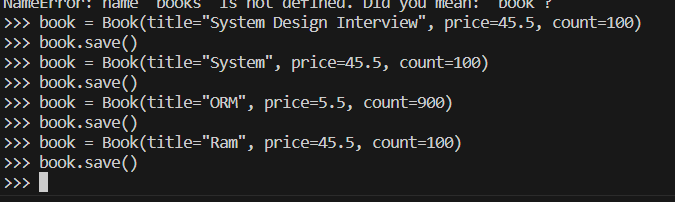 NameError: name 'books' is not defined. Did you mean: 'book'?
>>> book = Book(title="System Design Interview", price=45.5, count=100)
>>> book.save()
>>> book = Book(title="System", price=45.5, count=100)
>>> book.save()
>>> book = Book(title="ORM", price=5.5, count=900)
>>> book.save()
>>> book = Book(title="Ram", price=45.5, count=100)
>>> book.save()
>>>